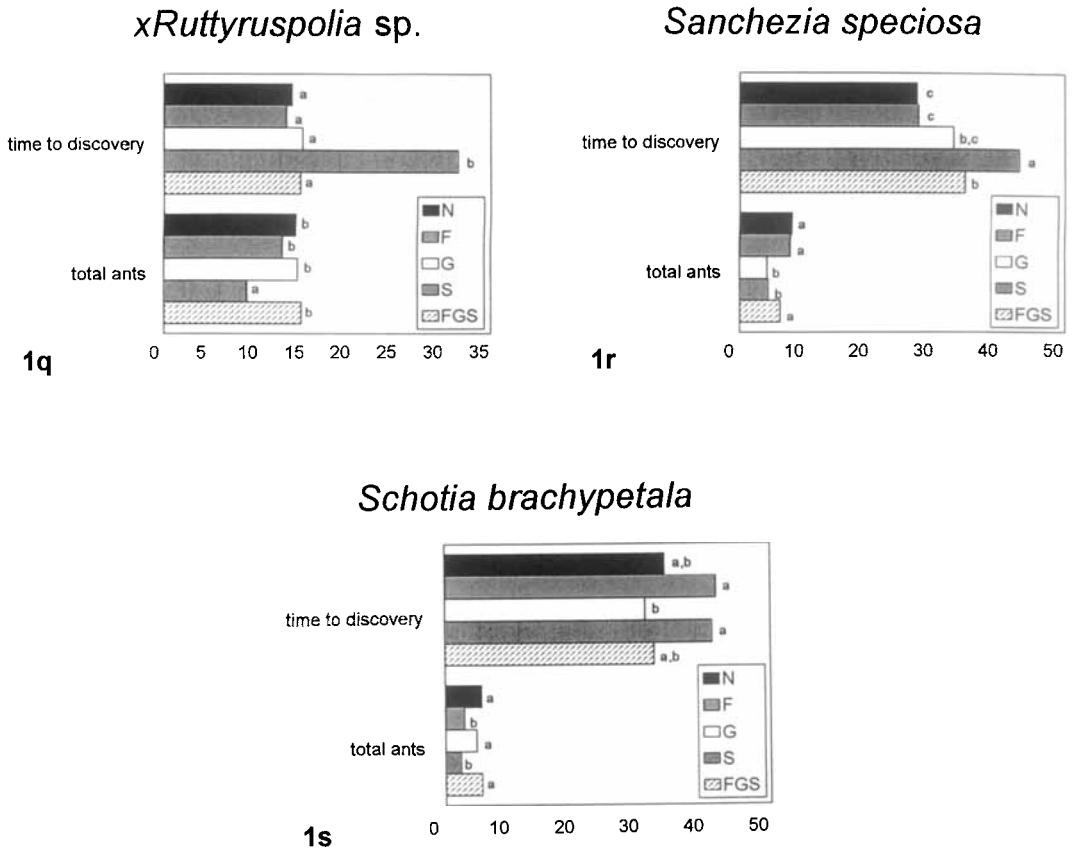 xRuttyruspolia sp.
time to discovery
a
a
a
b
a
total ants
b
b
b
a
b
N
F
G
S
FGS
0 5 10 15 20 25 30 35
1q
Sanchezia speciosa
time to discovery
c
c
b,c
a
b
total ants
a
a
b
b
a
N
F
G
S
FGS
0 10 20 30 40 50
1r
Schotia brachypetala
time to discovery
a,b
a
b
a
a,b
total ants
a
b
a
b
a
N
F
G
S
FGS
0 10 20 30 40 50
1s